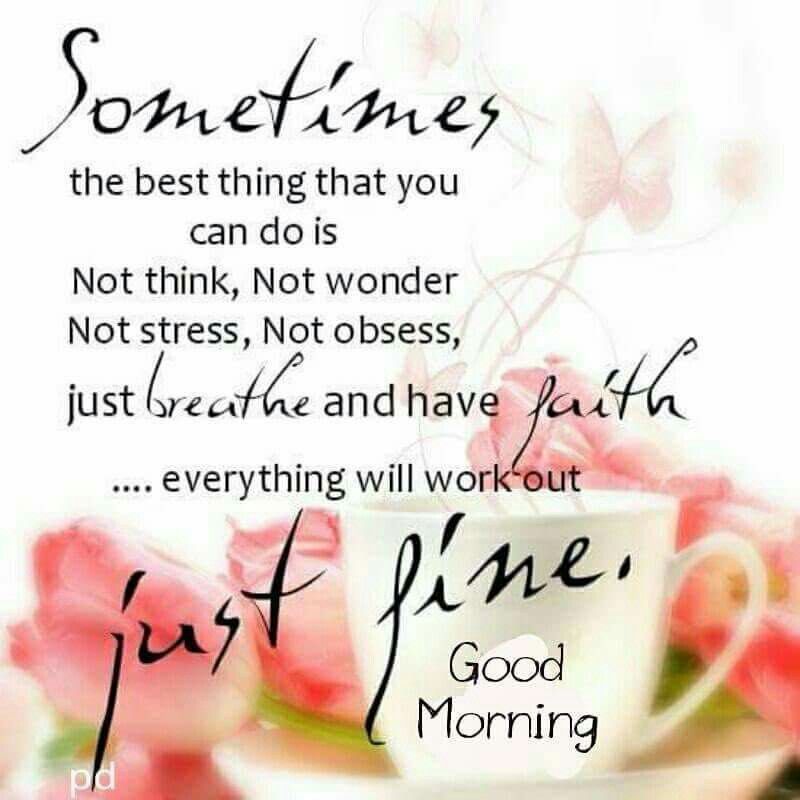 Sometimes
the best thing that you
can do is
Not think, Not wonder
Not stress, Not obsess,
just breathe and have faith
.... everything will work out
just fine.
Good
Morning
pd